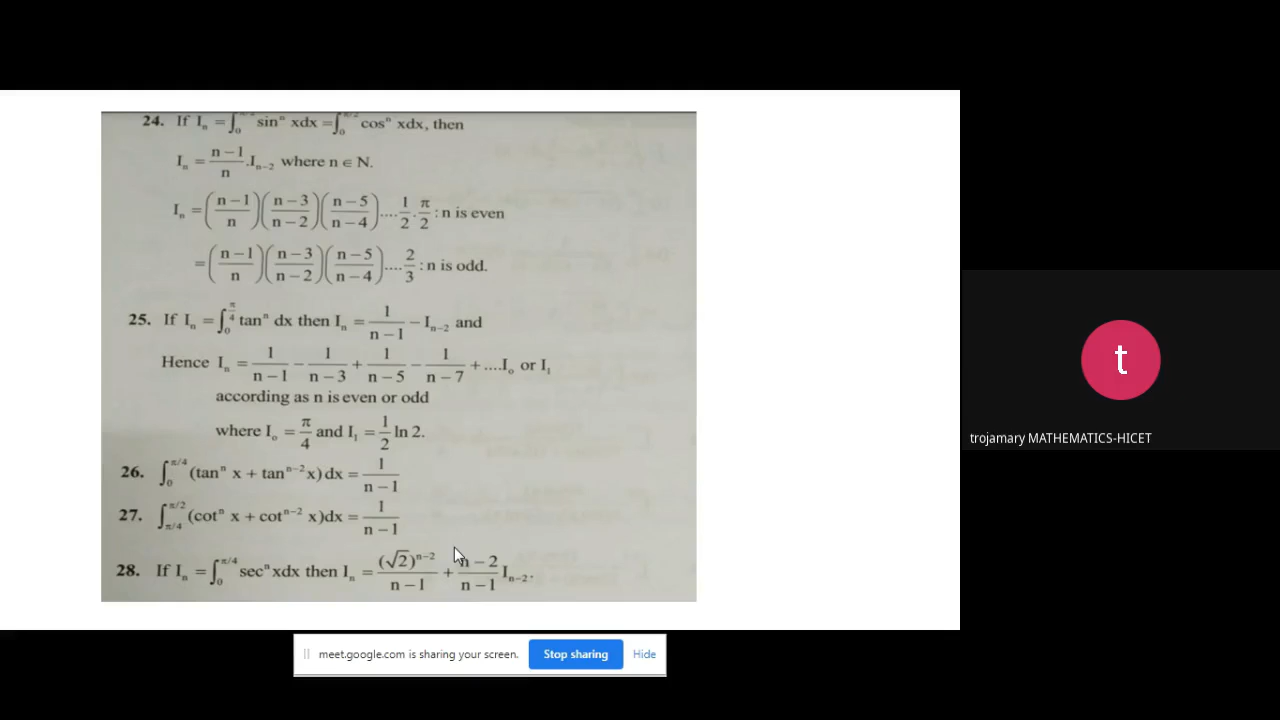 24. If Iₙ = ∫₀^π/2 sinⁿ xdx = ∫₀^π/2 cosⁿ xdx, then
Iₙ = (n−1)/n .Iₙ₋₂ where n ∈ N.
Iₙ = ((n−1)/n)((n−3)/(n−2))((n−5)/(n−4))....1/2 . π/2 : n is even
= ((n−1)/n)((n−3)/(n−2))((n−5)/(n−4))....2/3 : n is odd.
25. If Iₙ = ∫₀^π/4 tanⁿ dx then Iₙ = 1/(n−1) − Iₙ₋₂ and
Hence Iₙ = 1/(n−1) − 1/(n−3) + 1/(n−5) − 1/(n−7) + ....I₀ or I₁
according as n is even or odd
where I₀ = π/4 and I₁ = 1/2 ln 2.
26. ∫₀^π/4 (tanⁿ x + tanⁿ⁻² x) dx = 1/(n−1)
27. ∫_π/4^π/2 (cotⁿ x + cotⁿ⁻² x)dx = 1/(n−1)
28. If Iₙ = ∫₀^π/4 secⁿ xdx then Iₙ = (√2)ⁿ⁻²/(n−1) + (n−2)/(n−1) Iₙ₋₂.
t
trojamary MATHEMATICS-HICET
meet.google.com is sharing your screen. Stop sharing Hide